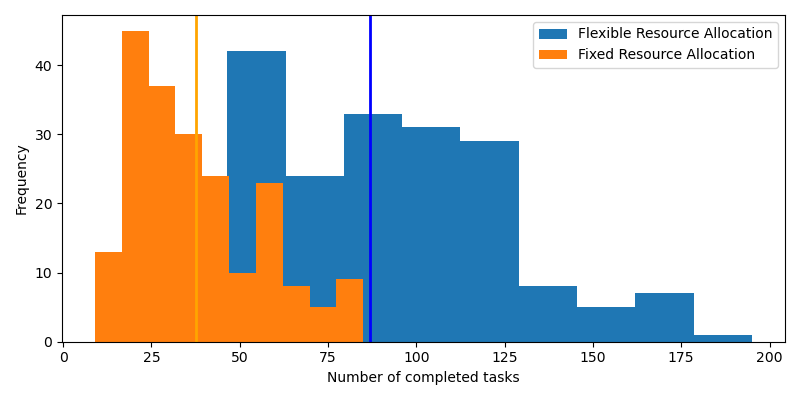 Flexible Resource Allocation
Fixed Resource Allocation
Frequency
40
30
20
10
0
0 25 50 75 100 125 150 175 200
Number of completed tasks